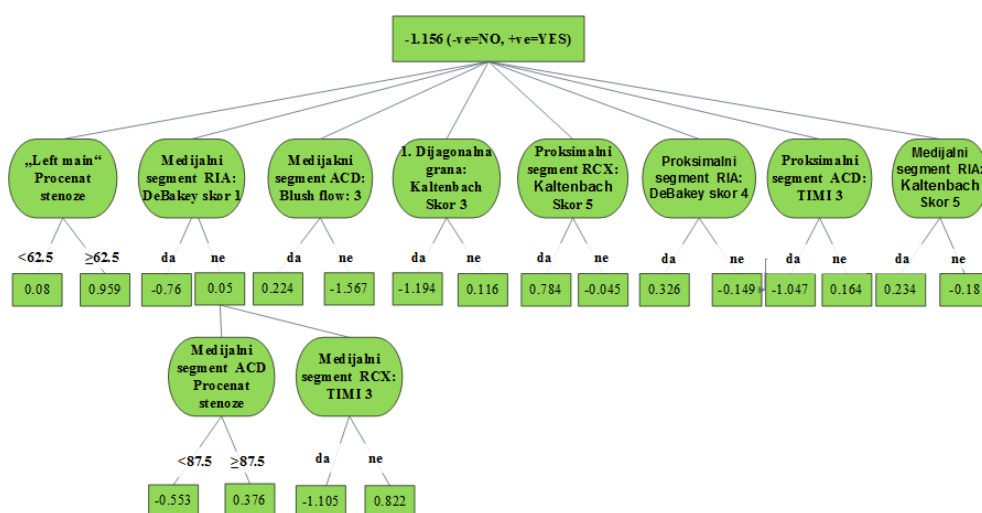 -1.156 (-ve=NO, +ve=YES)
„Left main“
Procenat
stenoze
Medijalni
segment RIA:
DeBakey skor 1
Medijakni
segment ACD:
Blush flow: 3
1. Dijagonalna
grana:
Kaltenbach
Skor 3
Proksimalni
segment RCX:
Kaltenbach
Skor 5
Proksimalni
segment RIA:
DeBakey skor 4
Proksimalni
segment ACD:
TIMI 3
Medijalni
segment RIA:
Kaltenbach
Skor 5
<62.5 ≥62.5 da ne da ne da ne da ne da ne da ne da ne
0.08 0.959 -0.76 0.05 0.224 -1.567 -1.194 0.116 0.784 -0.045 0.326 -0.149 -1.047 0.164 0.234 -0.18
Medijalni
segment ACD
Procenat
stenoze
Medijalni
segment RCX:
TIMI 3
<87.5 ≥87.5 da ne
-0.553 0.376 -1.105 0.822